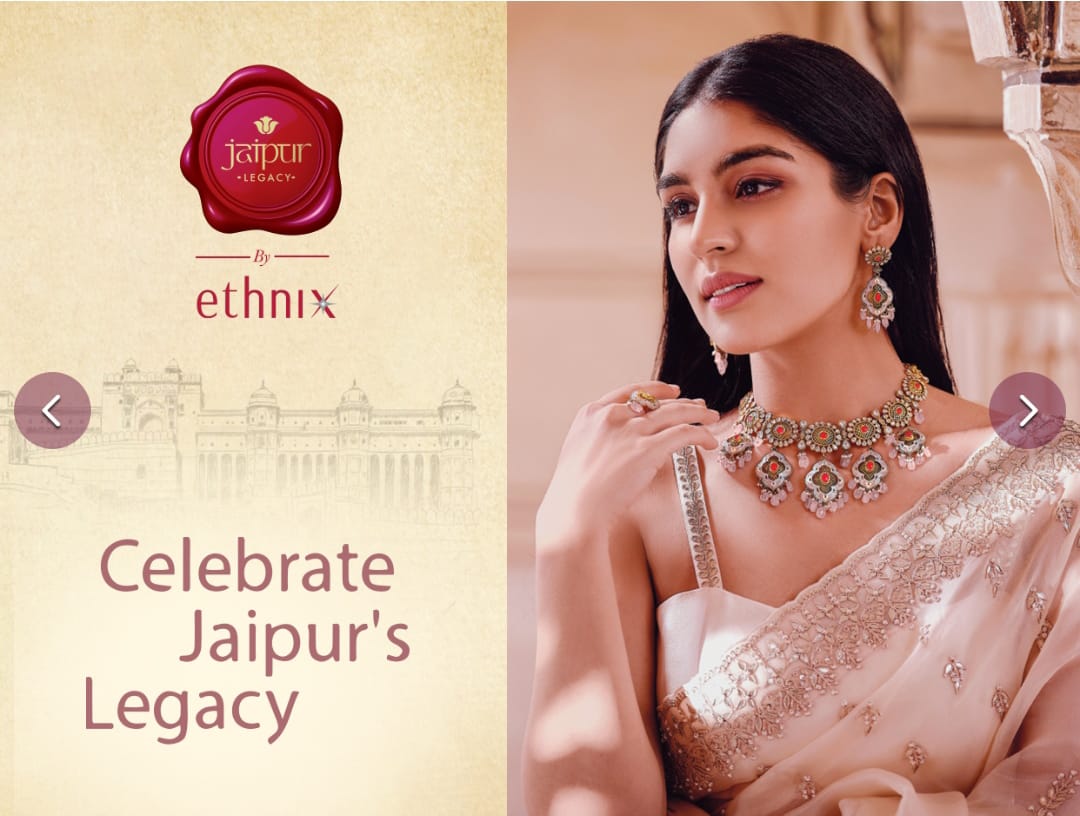 jaipur
•LEGACY•
By
ethnix
Celebrate
Jaipur's
Legacy